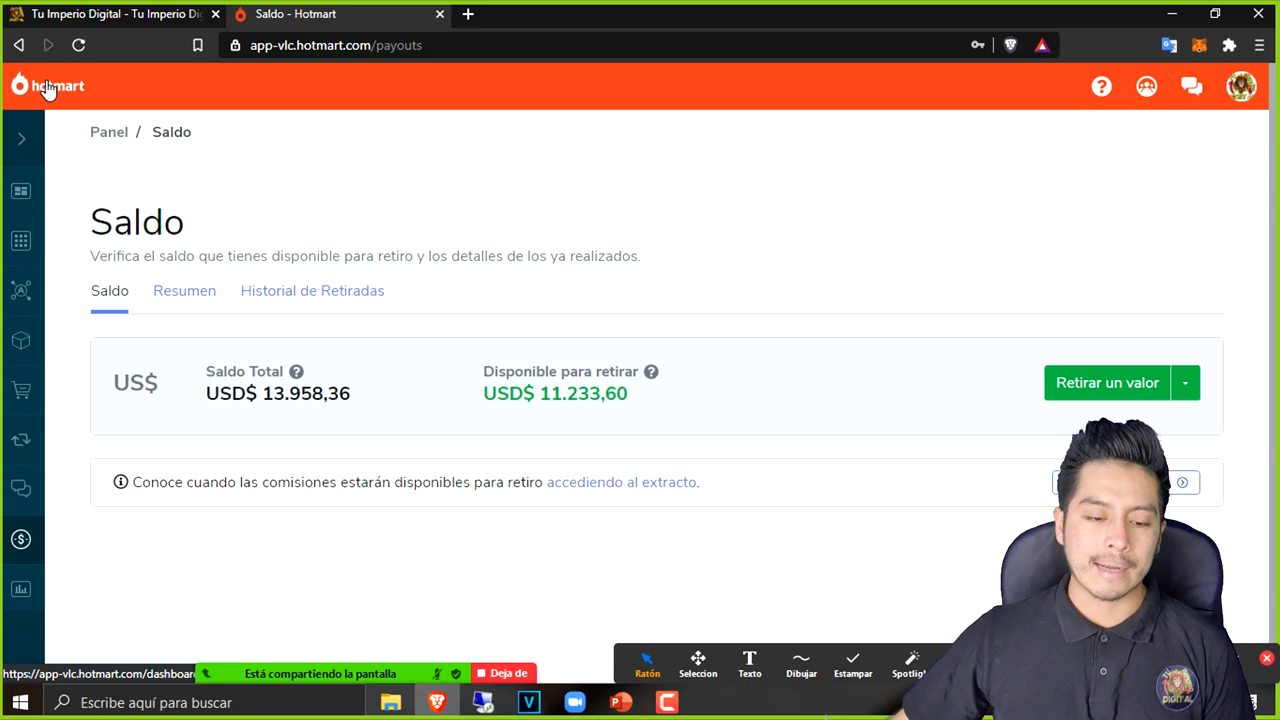 Tu Imperio Digital - Tu Imperio Di
Saldo - Hotmart
app-vlc.hotmart.com/payouts
hotmart
Panel / Saldo
Saldo
Verifica el saldo que tienes disponible para retiro y los detalles de los ya realizados.
Saldo Resumen Historial de Retiradas
US$
Saldo Total
USD$ 13.958,36
Disponible para retirar
USD$ 11.233,60
Retirar un valor
Conoce cuando las comisiones estarán disponibles para retiro accediendo al extracto.
https://app-vlc.hotmart.com/dashboar
Está compartiendo la pantalla
Deja de
Ratón Seleccion Texto Dibujar Estampar Spotlig
Escribe aquí para buscar
DIGITAL